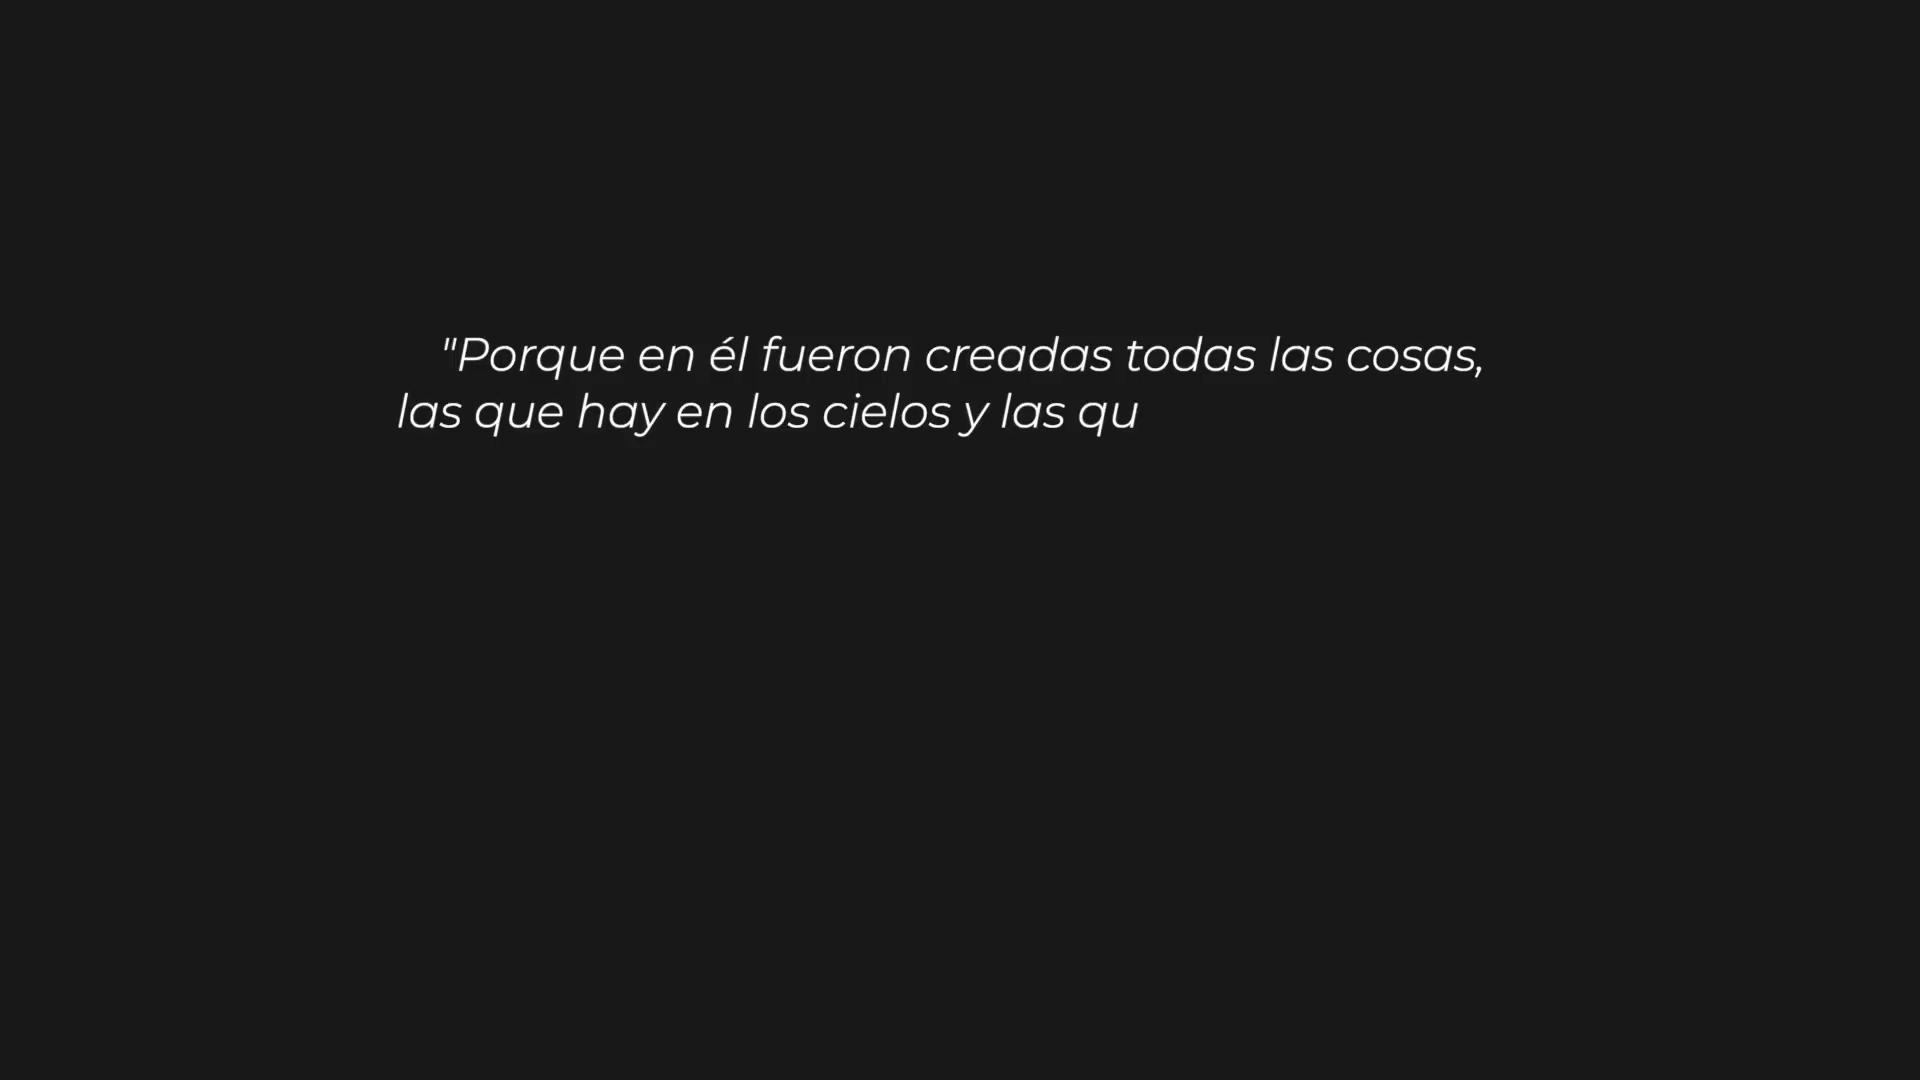 "Porque en él fueron creadas todas las cosas,
las que hay en los cielos y las qu